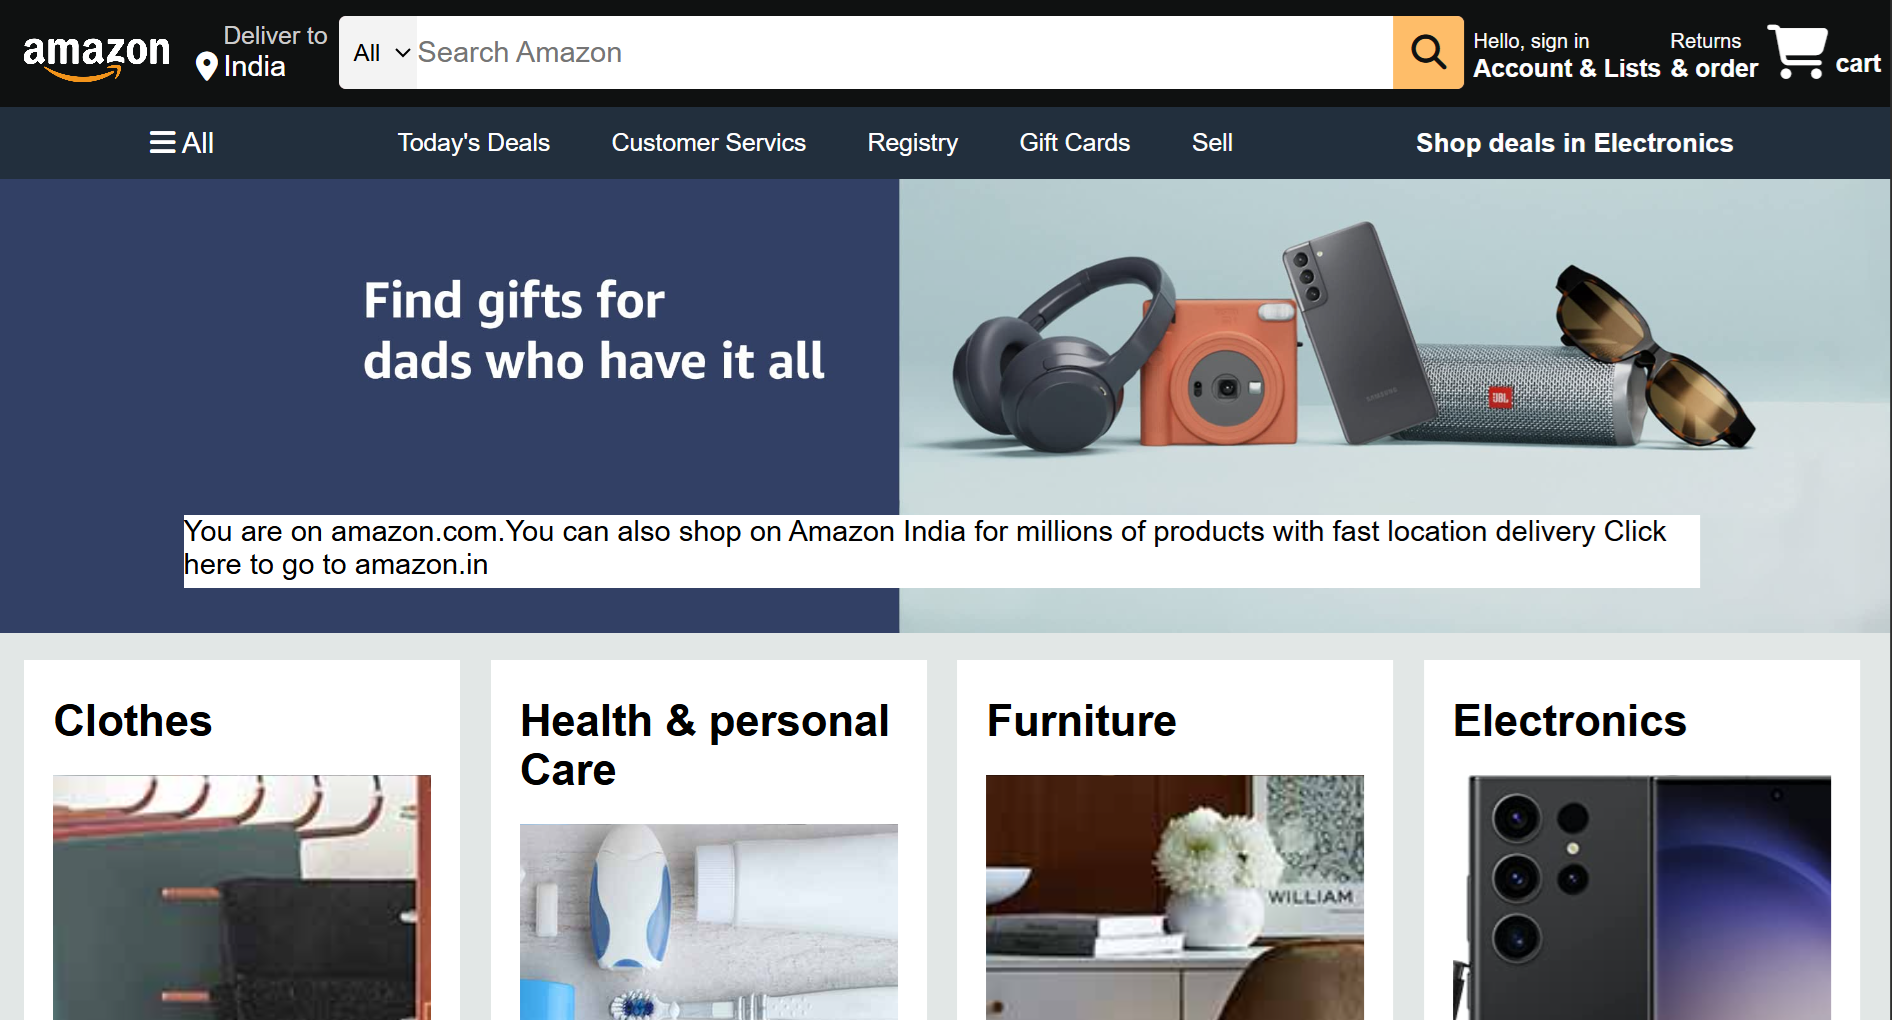 amazon
Deliver to
India
All
Search Amazon
Hello, sign in
Account & Lists
Returns
& order
cart
All
Today's Deals
Customer Servics
Registry
Gift Cards
Sell
Shop deals in Electronics
Find gifts for
dads who have it all
SAMSUNG
JBL
You are on amazon.com.You can also shop on Amazon India for millions of products with fast location delivery Click
here to go to amazon.in
Clothes
Health & personal
Care
Furniture
Electronics
WILLIAM